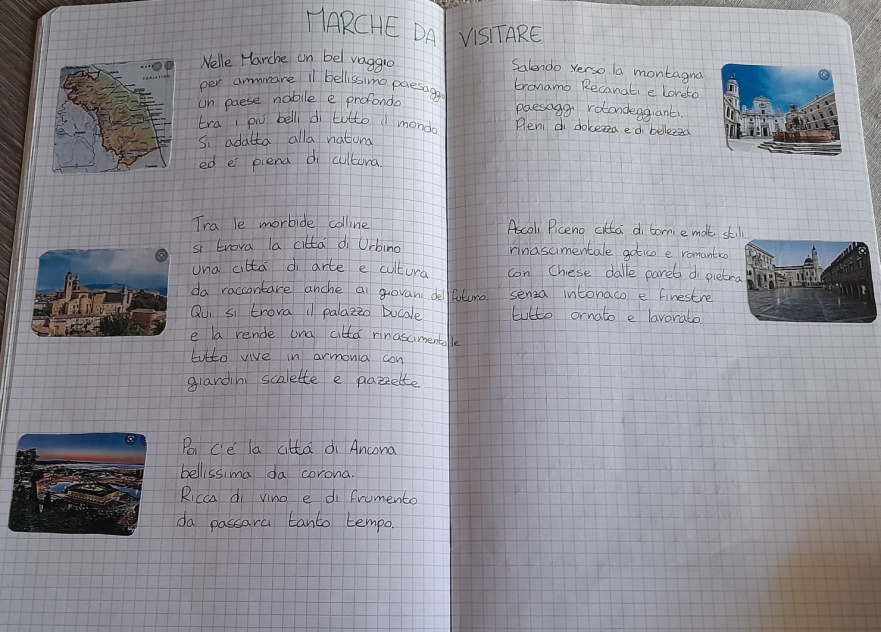 MARCHE DA VISITARE
Nelle Marche un bel viaggio
per ammirare il bellissimo paesaggio
un paese nobile e profondo
tra i più belli di tutto il mondo.
Si adatta alla natura
ed é piena di cultura.
Tra le morbide colline
si trova la cittá di Urbino
una cittá di arte e cultura
da raccontare anche ai giovani del futuro.
Qui si trova il palazzo Ducale
e la rende una cittá rinascimentale
tutto vive in armonia con
giardini scalette e pazzette
Poi c'é la cittá di Ancona
bellissima da corona.
Ricca di vino e di frumento
da passarci tanto tempo.
Salendo verso la montagna
troviamo Recanati e Loreto
paesaggi rotondeggianti.
Pieni di dolcezza e di bellezza
Ascoli Piceno cittá di torri e molti stili
rinascimentale gotico e romantico
con Chiese dalle pareti di pietra
senza intonaco e finestre
tutto ornato e lavorato.